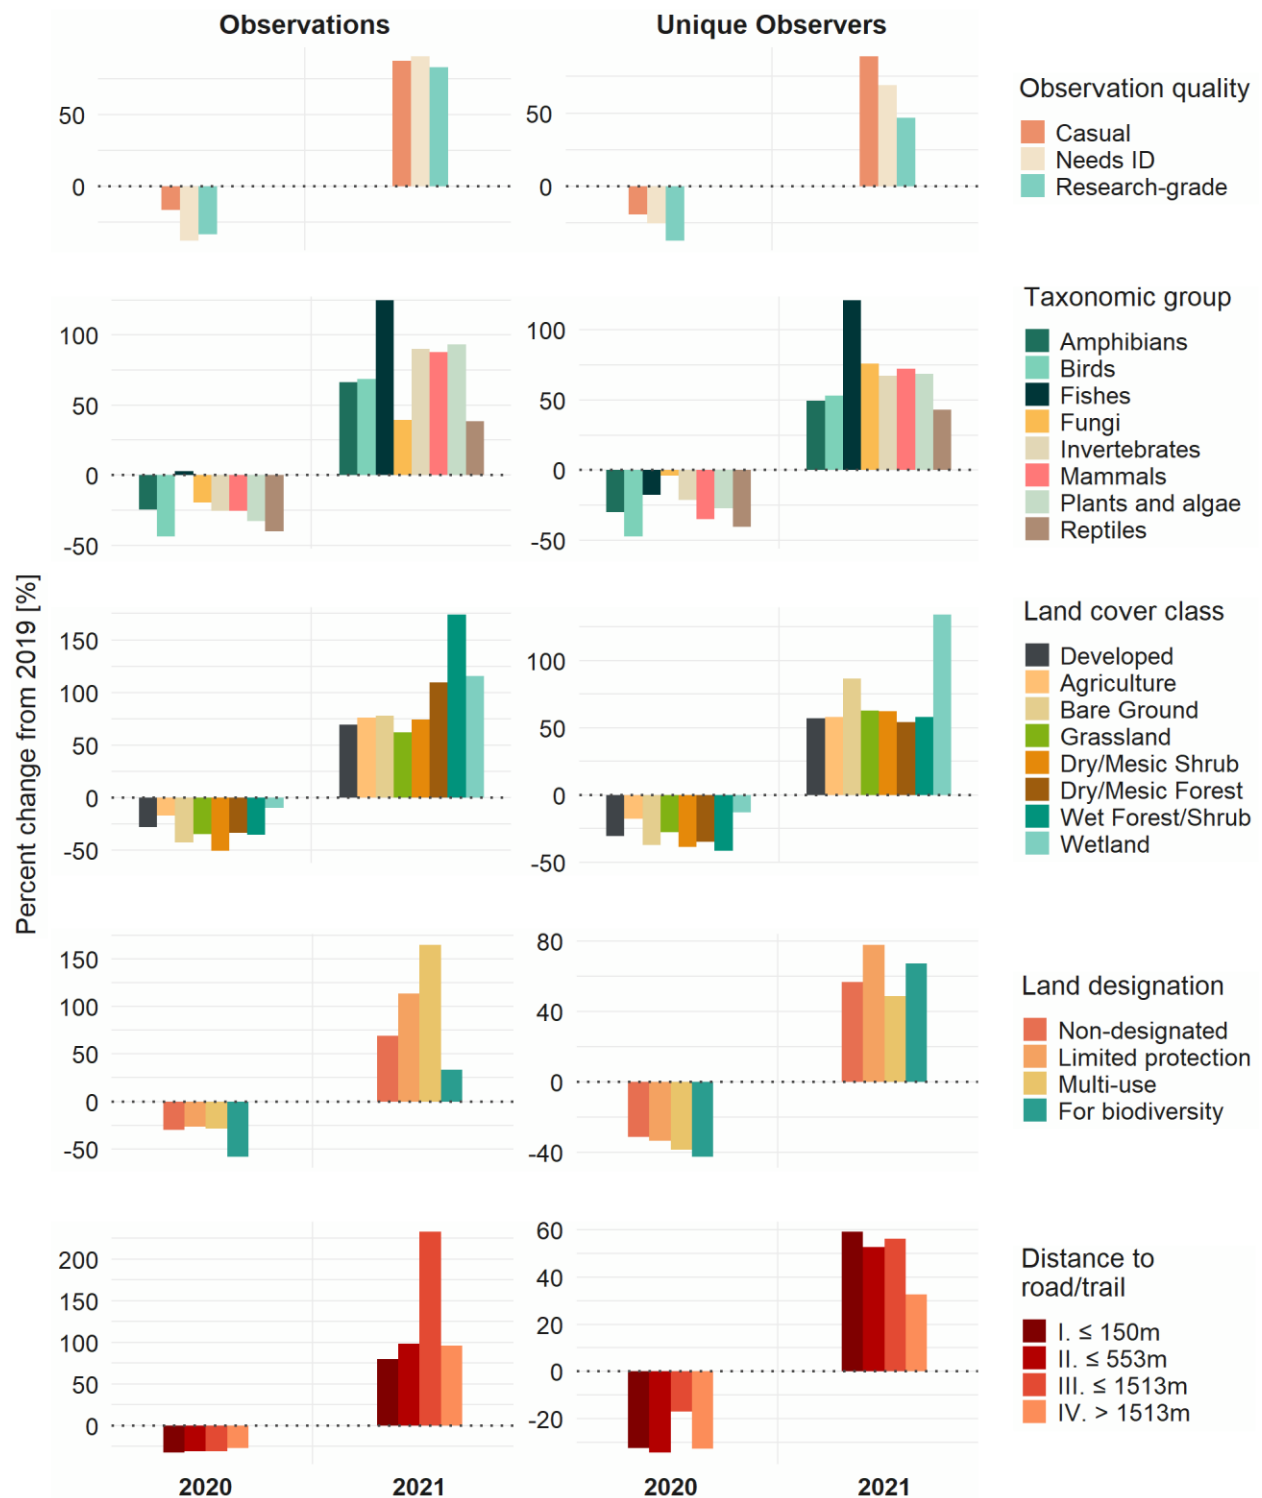 Observations
Unique Observers
50
0
50
0
Observation quality
Casual
Needs ID
Research-grade
100
50
0
-50
100
50
0
-50
Taxonomic group
Amphibians
Birds
Fishes
Fungi
Invertebrates
Mammals
Plants and algae
Reptiles
Percent change from 2019 [%]
150
100
50
0
-50
100
50
0
-50
Land cover class
Developed
Agriculture
Bare Ground
Grassland
Dry/Mesic Shrub
Dry/Mesic Forest
Wet Forest/Shrub
Wetland
150
100
50
0
-50
80
40
0
-40
Land designation
Non-designated
Limited protection
Multi-use
For biodiversity
200
150
100
50
0
60
40
20
0
-20
Distance to
road/trail
I. ≤ 150m
II. ≤ 553m
III. ≤ 1513m
IV. > 1513m
2020
2021
2020
2021